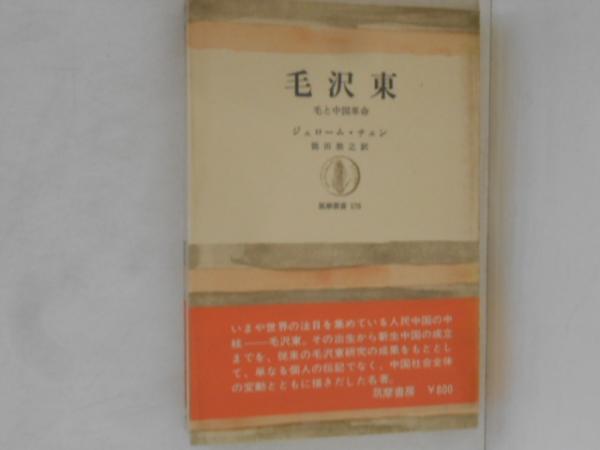 毛沢東
毛と中国革命
ジェローム・チェン
徳田教之訳
筑摩叢書 176
いまや世界の注目を集めている人民中国の中
核――毛沢東。その出生から新生中国の成立
までを、従来の毛沢東研究の成果をもととし
て、単なる個人の伝記でなく、中国社会全体
の変動とともに描きだした名著。
筑摩書房 ¥800